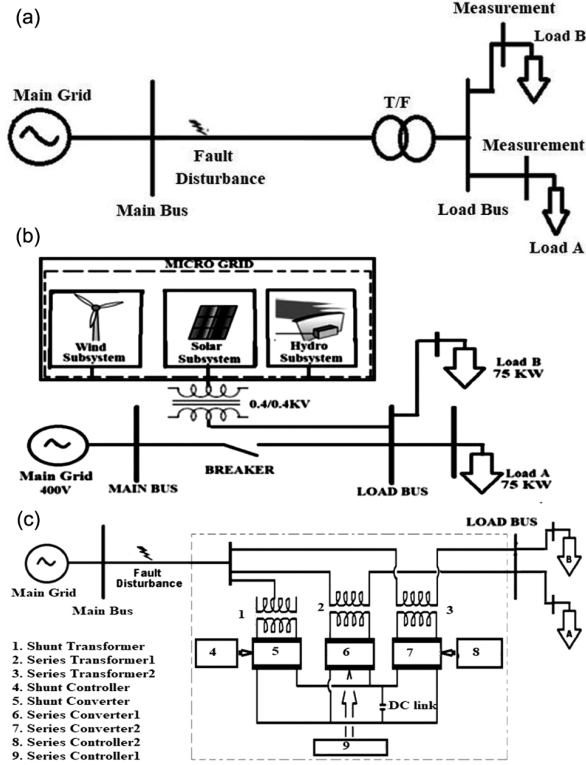 (a)
Main Grid
Main Bus
Fault
Disturbance
T/F
Load Bus
Measurement
Load B
Measurement
Load A
(b)
MICRO GRID
Wind
Subsystem
Solar
Subsystem
Hydro
Subsystem
0.4/0.4KV
Main Grid
400V
MAIN BUS
BREAKER
LOAD BUS
Load B
75 KW
Load A
75 KW
(c)
Main Grid
Main Bus
Fault
Disturbance
LOAD BUS
B
A
1
2
3
4
5
6
7
8
DC link
9
1. Shunt Transformer
2. Series Transformer1
3. Series Transformer2
4. Shunt Controller
5. Shunt Converter
6. Series Converter1
7. Series Converter2
8. Series Controller2
9. Series Controller1